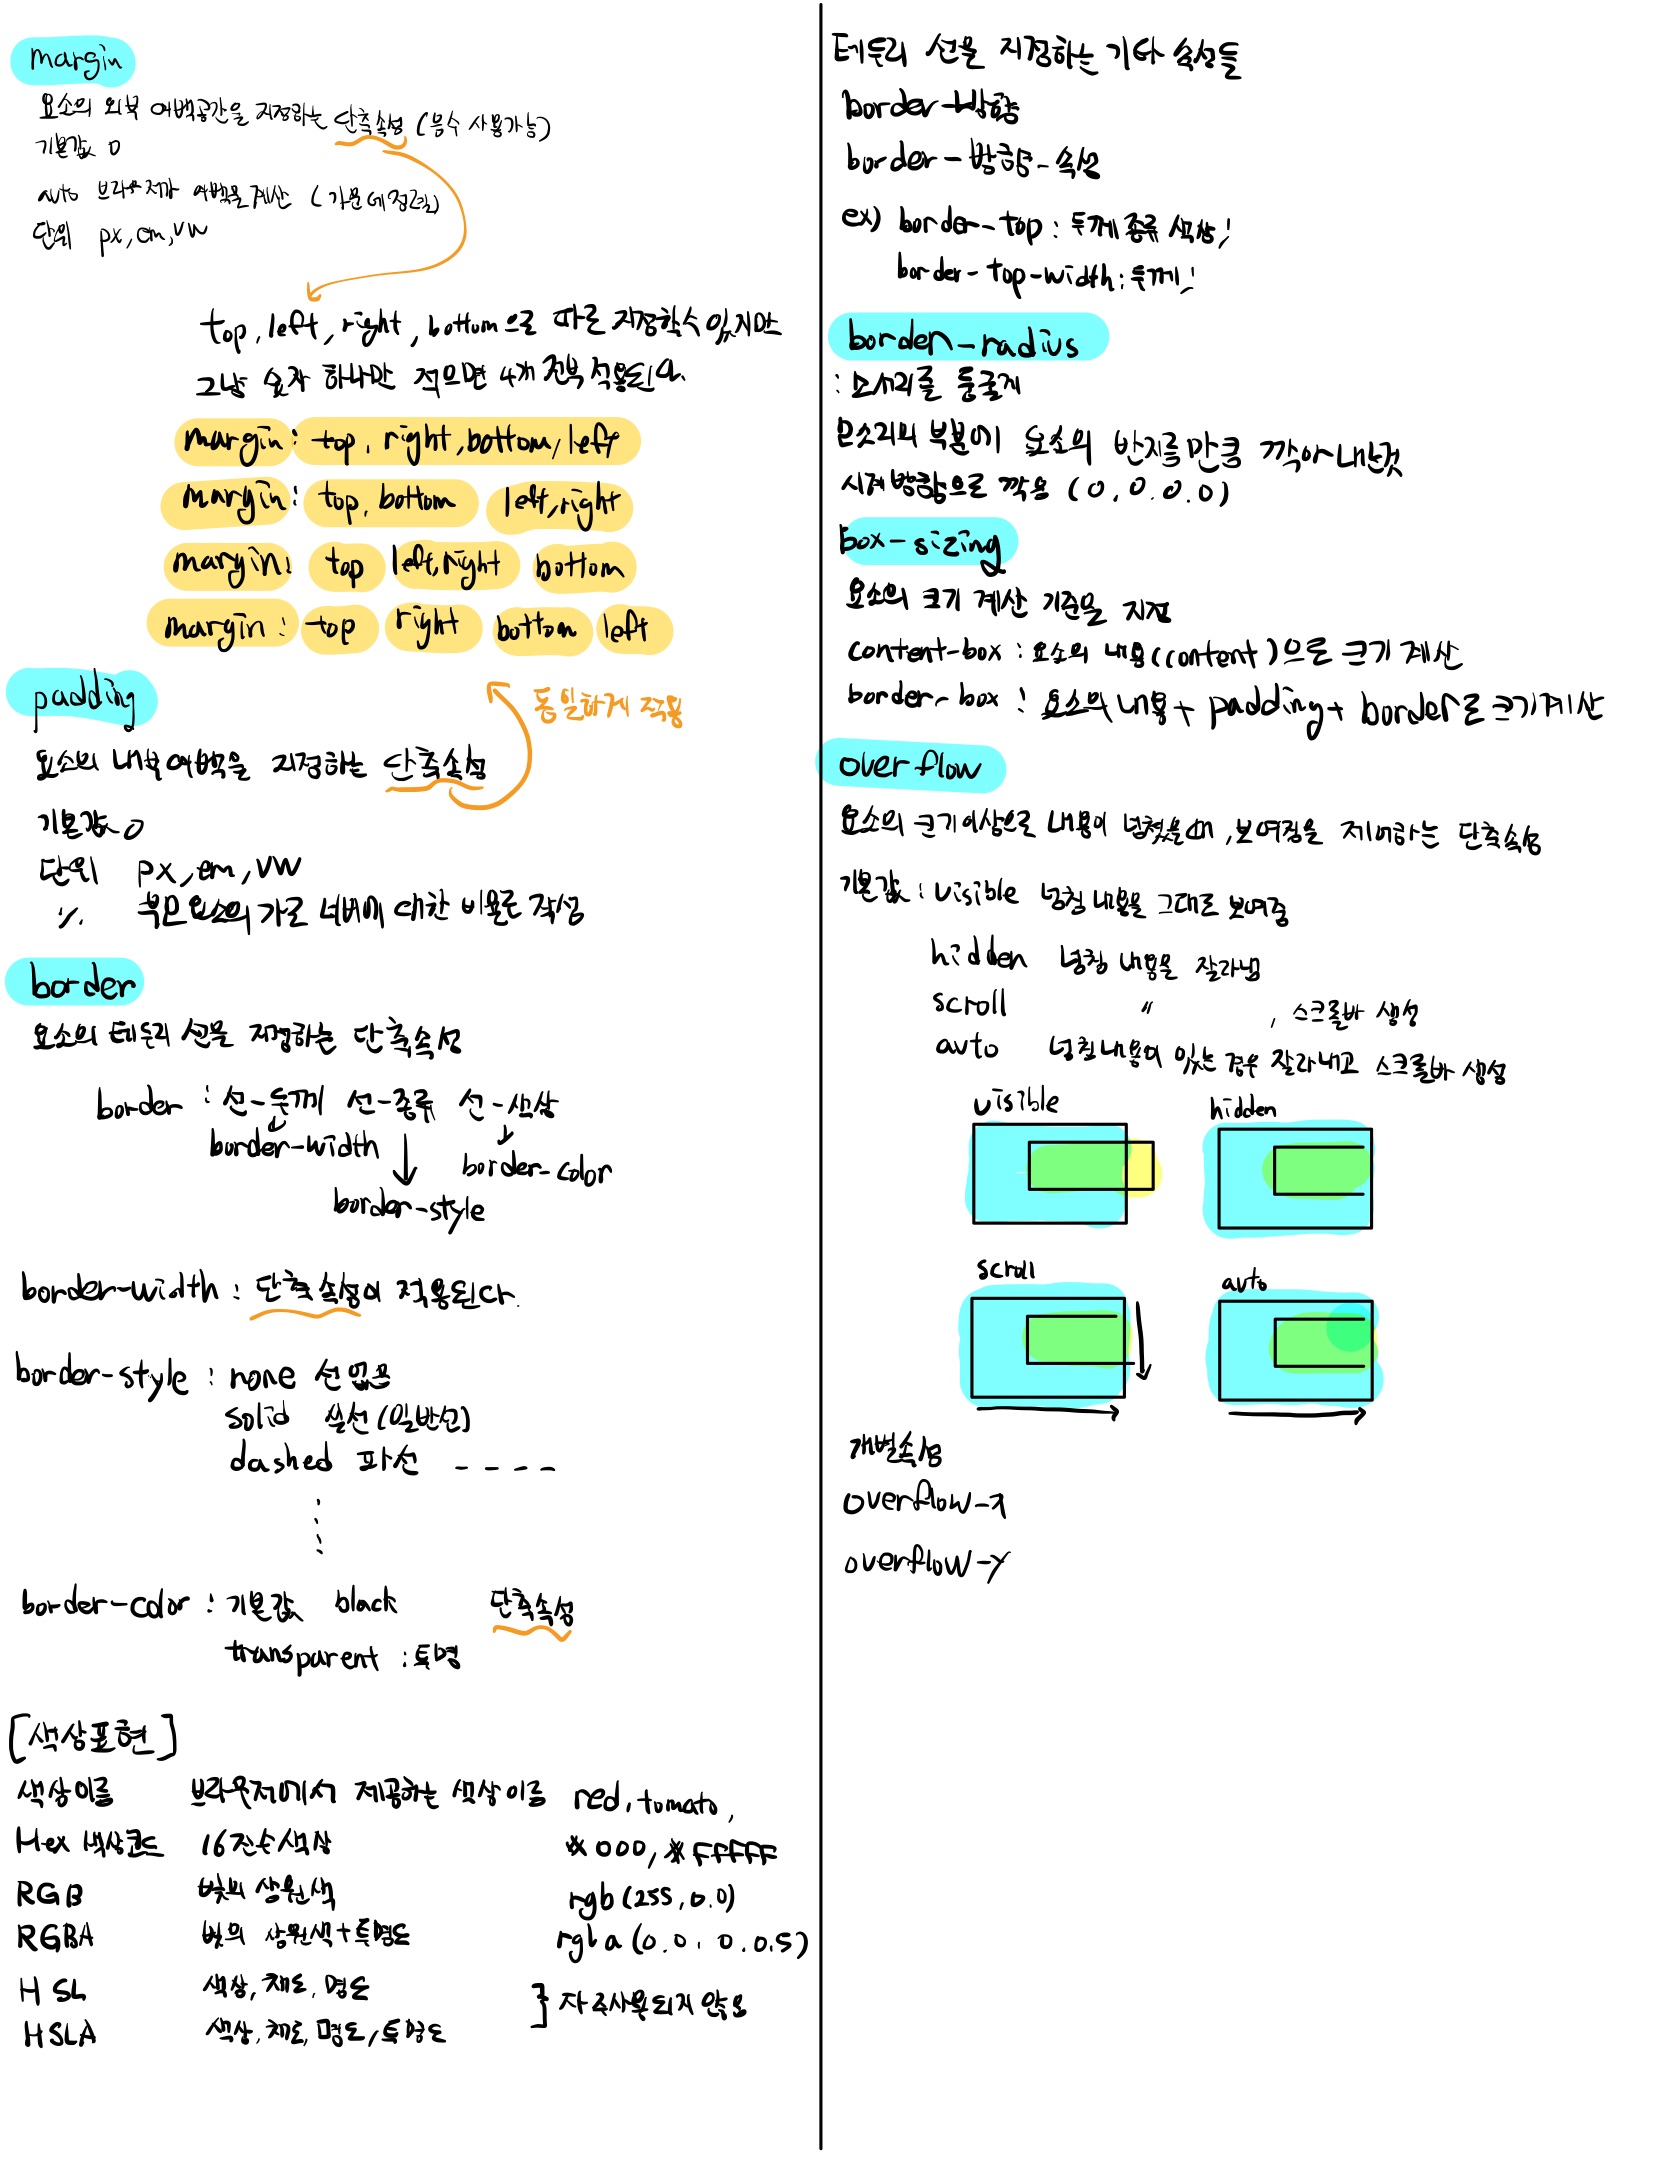 margin
요소의 외부 여백공간을 지정하는 단축속성 (음수 사용가능)
기본값 0
auto 브라우저가 여백을 계산 (가운데정렬)
단위 px, em, vw
top, left, right, bottom으로 따로 지정할수 있지만
그냥 숫자 하나만 적으면 4개 전부 적용된다.
margin: top, right, bottom, left
margin: top, bottom left, right
margin: top left, right bottom
margin: top right bottom left
padding
동일하게 적용
요소의 내부여백을 지정하는 단축속성
기본값 0
단위 px, em, vw
% 부모요소의 가로 너비에 대한 비율로 작성
border
요소의 테두리 선을 지정하는 단축속성
border : 선-두께 선-종류 선-색상
border-width
border-color
border-style
border-width : 단축속성이 적용된다.
border-style : none 선 없음
solid 실선(일반선)
dashed 파선 - - - -
border-color : 기본값 black 단축속성
transparent : 투명
[색상표현]
색상이름 브라우저에서 제공하는 색상이름 red, tomato,
Hex 색상코드 16진수색상 #000, #FFFFFF
RGB 빛의 삼원색 rgb(255, 0.0)
RGBA 빛의 삼원색+투명도 rgba(0.0. 0.0.5)
HSL 색상, 채도, 명도
} 자주사용되지 않음
HSLA 색상, 채도, 명도, 투명도
테두리 선을 지정하는 기타 속성들
border-방향
border-방향-속성
ex) border-top : 두께 종류 색상;
border-top-width : 두께;
border-radius
: 모서리를 둥글게
모소리의 부분에 요소의 반지름만큼 깍아낸것
시계방향으로 적용 (0, 0. 0. 0)
box-sizing
요소의 크기 계산 기준을 지정
content-box : 요소의 내용(content)으로 크기 계산
border-box : 요소의 내용 + padding + border로 크기계산
overflow
요소의 크기이상으로 내용이 넘쳤을때, 보여짐을 제어하는 단축속성
기본값 : visible 넘친 내용을 그대로 보여줌
hidden 넘친 내용을 잘라냄
scroll 〃 , 스크롤바 생성
auto 넘친내용이 있는 경우 잘라내고 스크롤바 생성
visible hidden
scroll auto
개별속성
overflow-x
overflow-y